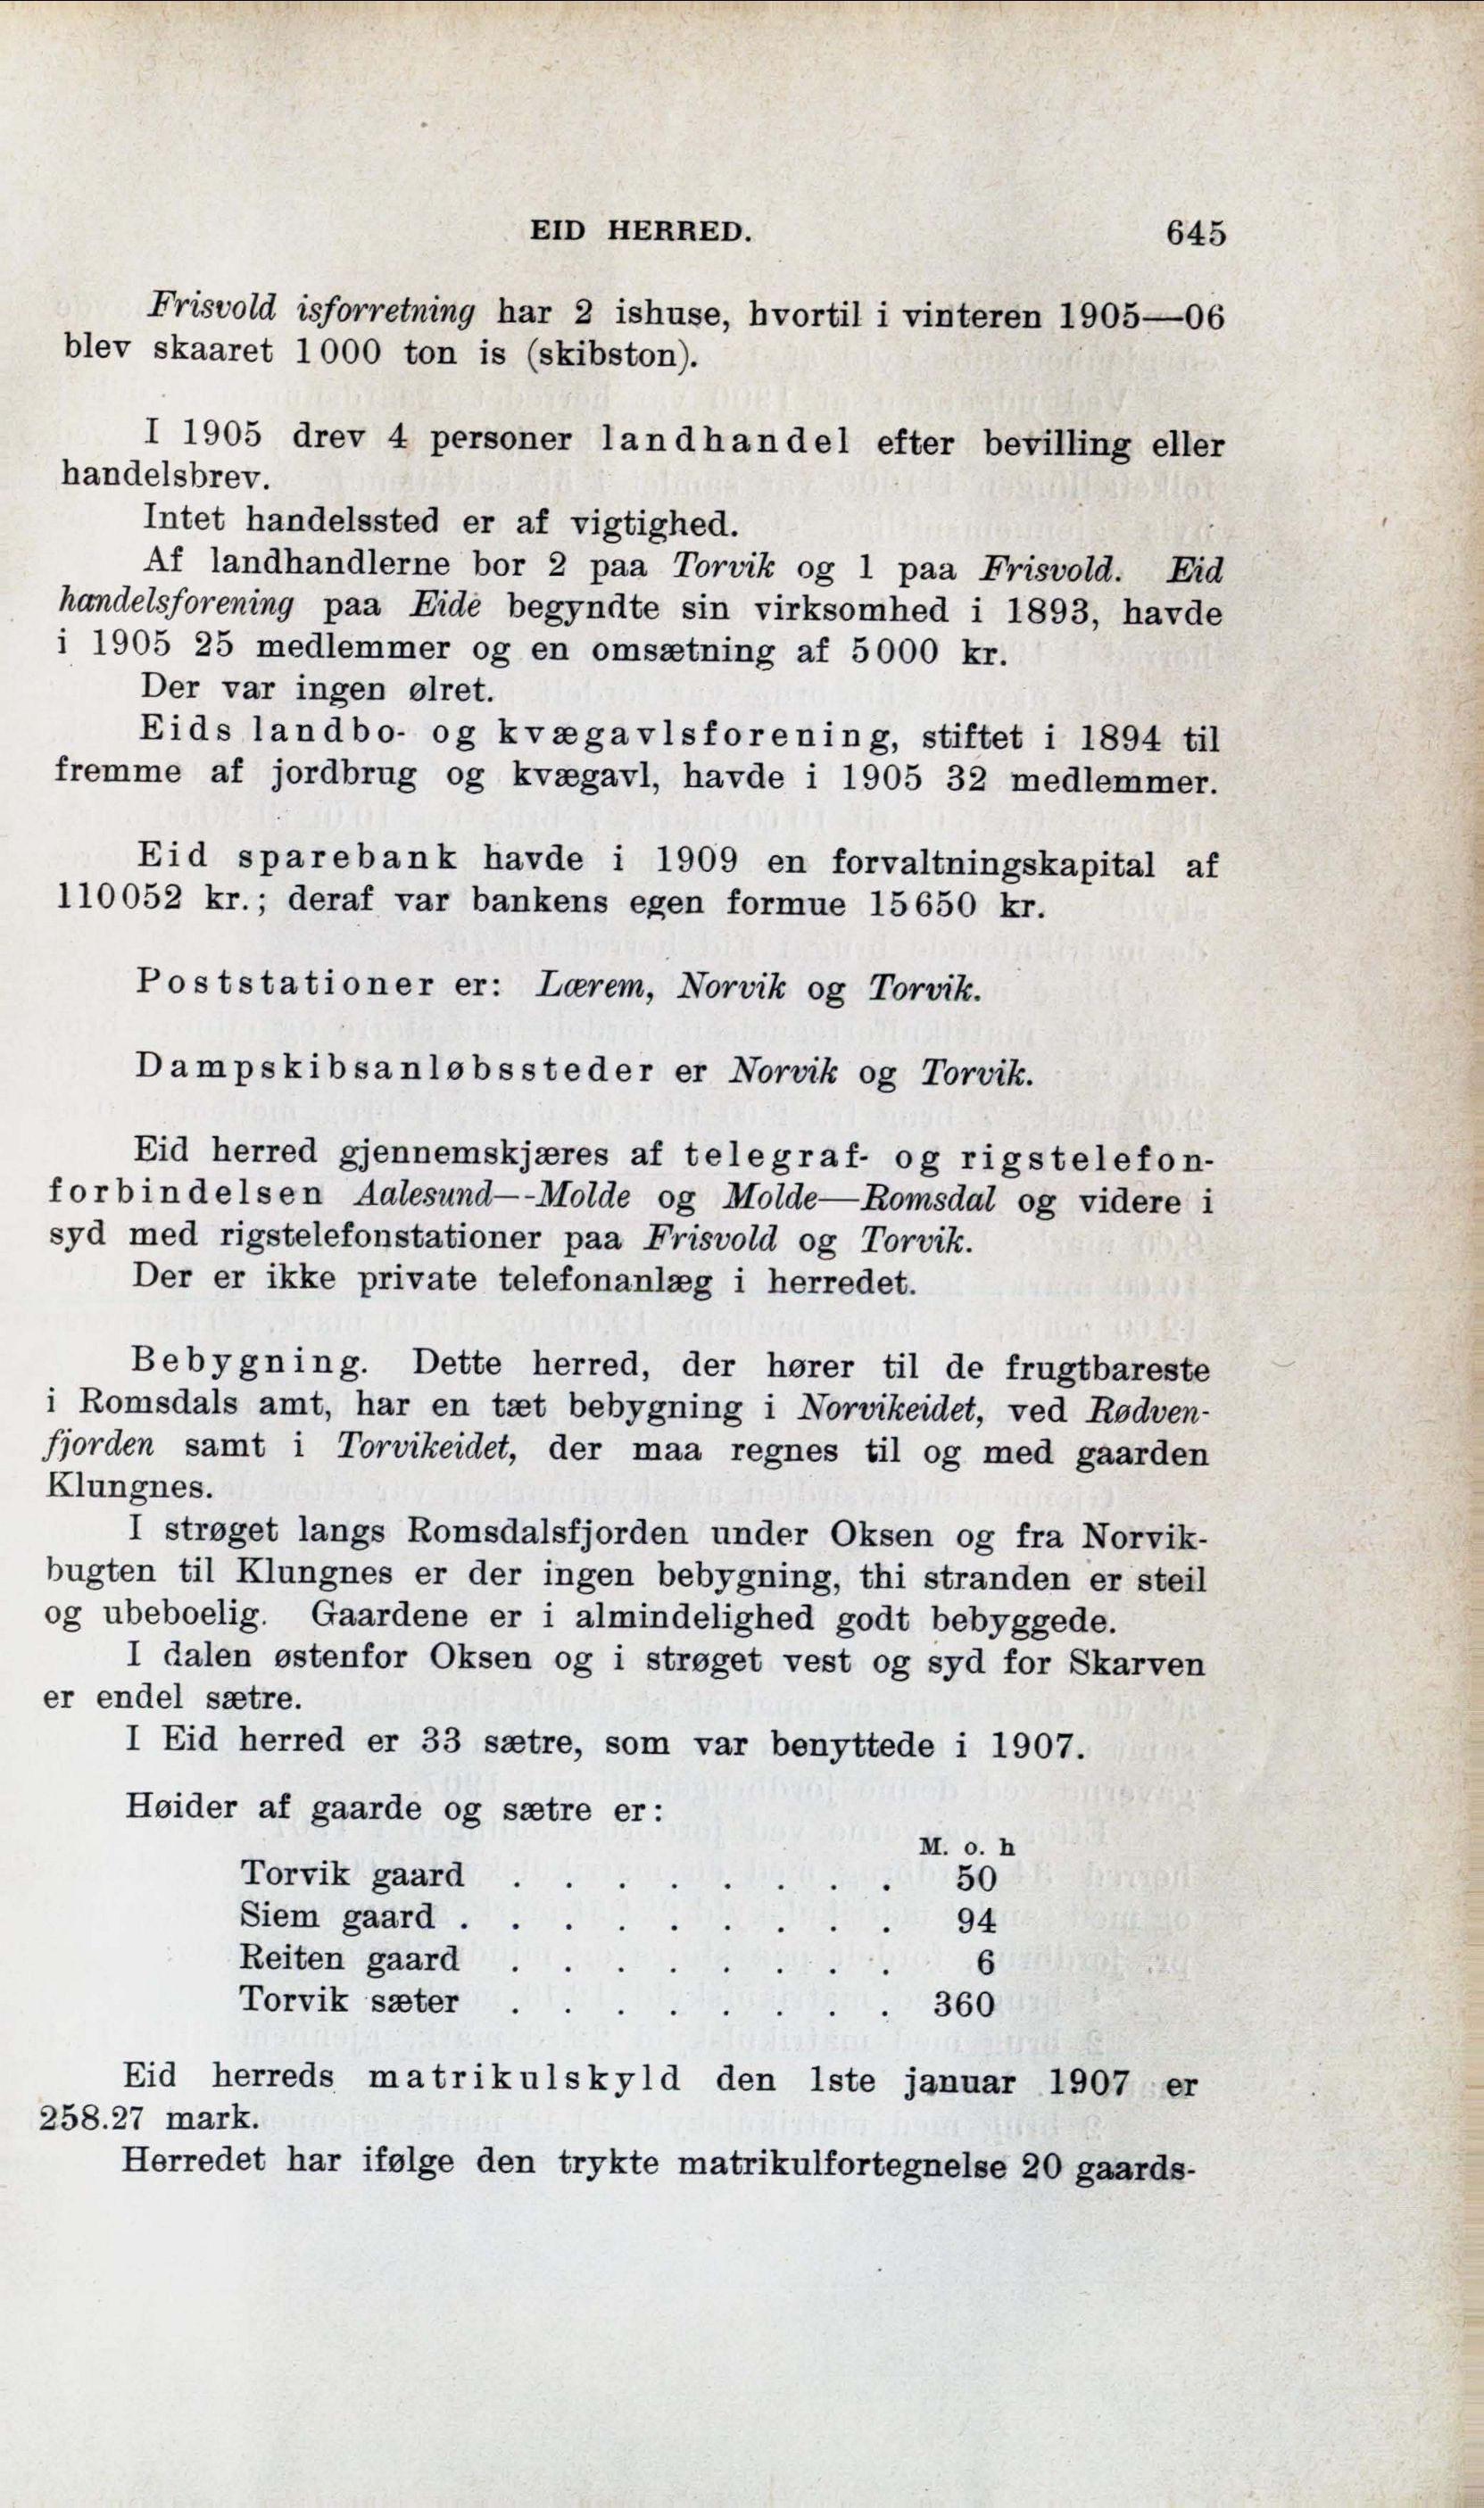 EID HERRED. 645
Frisvold isforretning har 2 ishuse, hvortil i vinteren 1905—06
blev skaaret 1000 ton is (skibston).
I 1905 drev 4 personer landhandel efter bevilling eller
handelsbrev.
Intet handelssted er af vigtighed.
Af landhandlerne bor 2 paa Torvik og 1 paa Frisvold. Eid
handelsforening paa Eide begyndte sin virksomhed i 1893, havde
i 1905 25 medlemmer og en omsætning af 5000 kr.
Der var ingen ølret.
Eids landbo- og kvægavlsforening, stiftet i 1894 til
fremme af jordbrug og kvægavl, havde i 1905 32 medlemmer.
Eid sparebank havde i 1909 en forvaltningskapital af
110052 kr.; deraf var bankens egen formue 15650 kr.
Poststationer er: Lærem, Norvik og Torvik.
Dampskibsanløbssteder er Norvik og Torvik.
Eid herred gjennemskjæres af telegraf- og rigstelefon-
forbindelsen Aalesund—-Molde og Molde—Romsdal og videre i
syd med rigstelefonstationer paa Frisvold og Torvik.
Der er ikke private telefonanlæg i herredet.
Bebygning. Dette herred, der hører til de frugtbareste
i Romsdals amt, har en tæt bebygning i Norvikeidet, ved Rødven-
fjorden samt i Torvikeidet, der maa regnes til og med gaarden
Klungnes.
I strøget langs Romsdalsfjorden under Oksen og fra Norvik-
bugten til Klungnes er der ingen bebygning, thi stranden er steil
og ubeboelig. Gaardene er i almindelighed godt bebyggede.
I dalen østenfor Oksen og i strøget vest og syd for Skarven
er endel sætre.
I Eid herred er 33 sætre, som var benyttede i 1907.
Høider af gaarde og sætre er:
M. o. h
Torvik gaard . . . . . . . . 50
Siem gaard . . . . . . . . . 94
Reiten gaard . . . . . . . . 6
Torvik sæter . . . . . . . . 360
Eid herreds matrikulskyld den 1ste januar 1907 er
258.27 mark.
Herredet har ifølge den trykte matrikulfortegnelse 20 gaards-